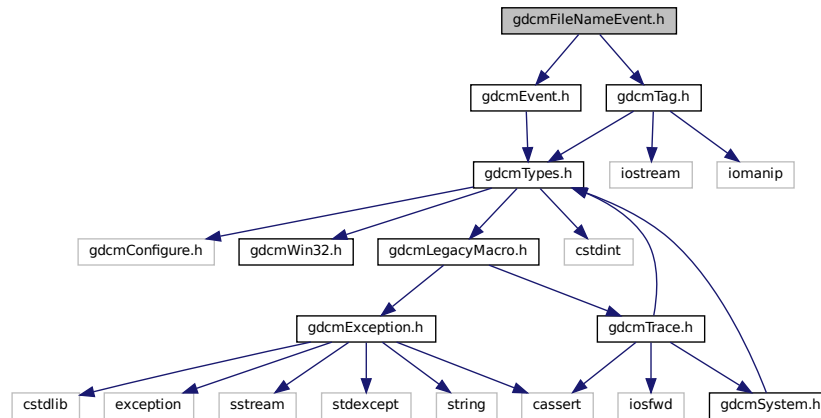 gdcmFileNameEvent.h
gdcmEvent.h
gdcmTag.h
gdcmTypes.h
iostream
iomanip
gdcmConfigure.h
gdcmWin32.h
gdcmLegacyMacro.h
cstdint
gdcmException.h
gdcmTrace.h
cstdlib
exception
sstream
stdexcept
string
cassert
iosfwd
gdcmSystem.h